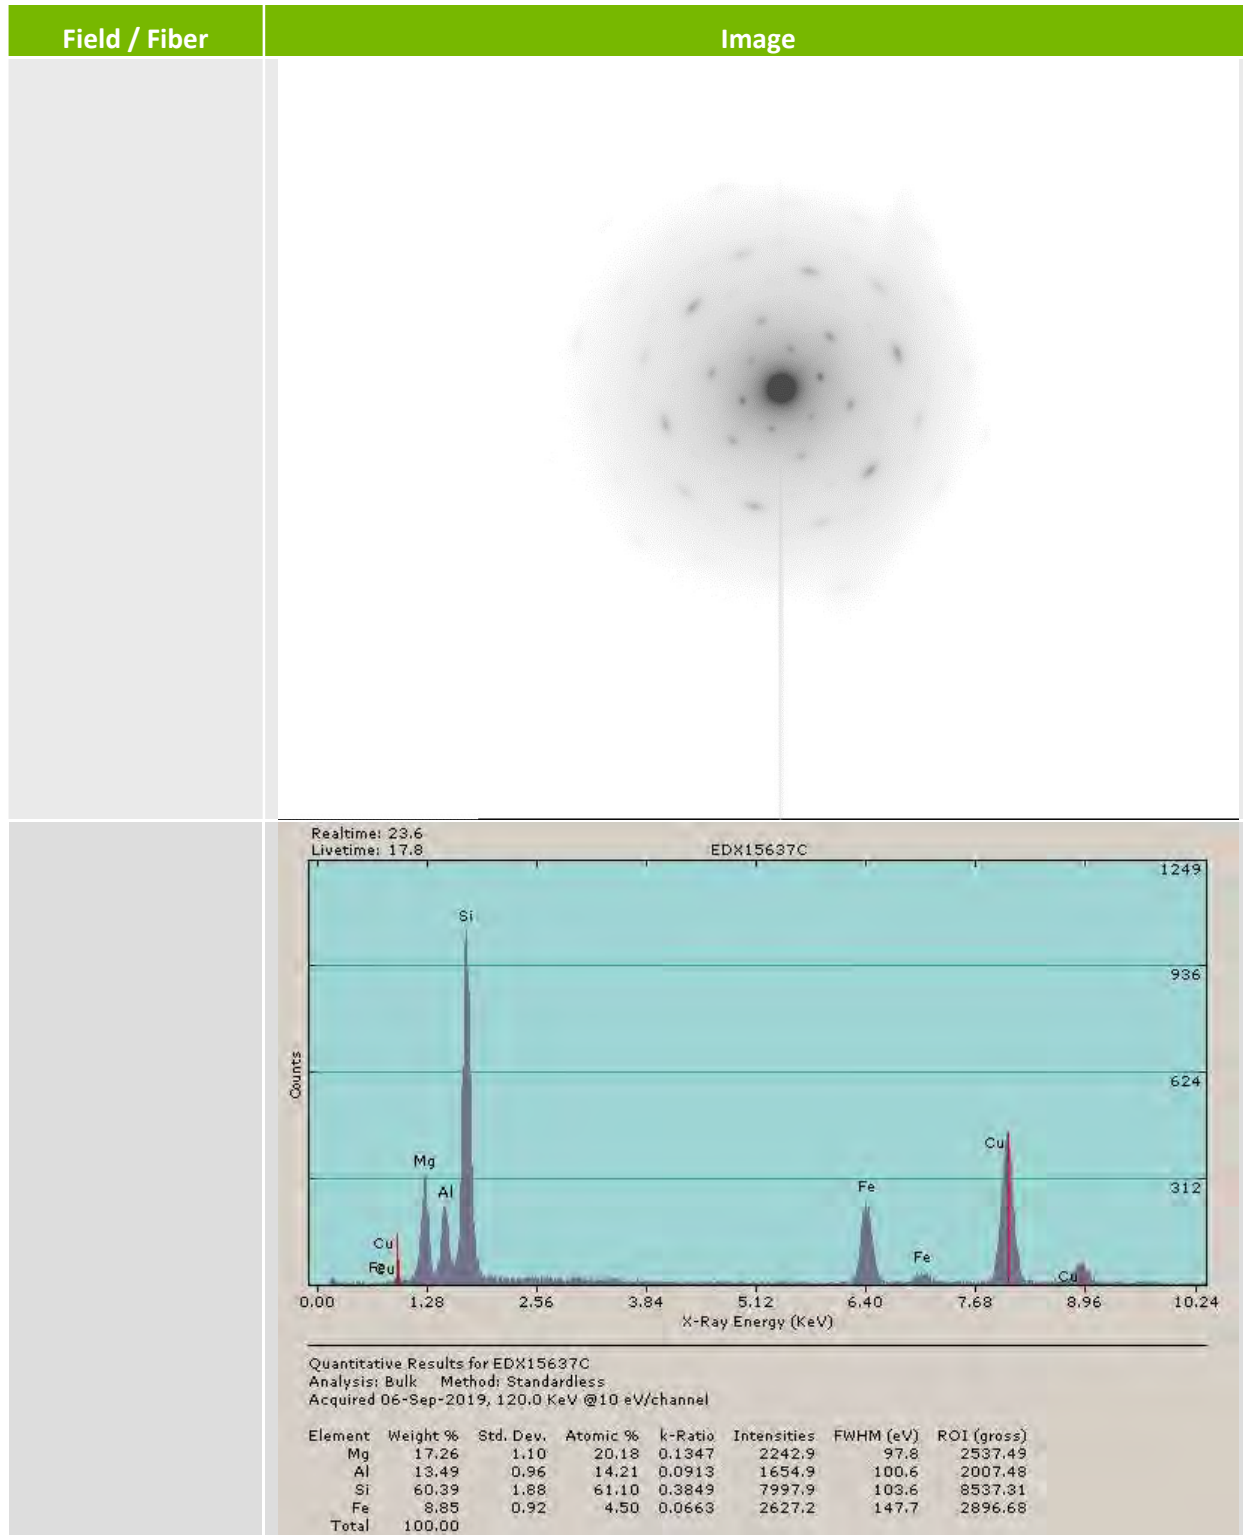 Field / Fiber Image
Realtime: 23.6
Livetime: 17.8 EDX15637C
1249
Si
936
Counts
624
Cu
Mg
312
Al
Fe
Cu
Fe
Cu
0.00 1.28 2.56 3.84 5.12 6.40 7.68 8.96 10.24
X-Ray Energy (KeV)
Quantitative Results for EDX15637C
Analysis: Bulk Method: Standardless
Acquired 06-Sep-2019, 120.0 KeV @10 eV/channel
Element Weight % Std. Dev. Atomic % k-Ratio Intensities FWHM (eV) ROI (gross)
Mg 17.26 1.10 20.18 0.1347 2242.9 97.8 2537.49
Al 13.49 0.96 14.21 0.0913 1654.9 100.6 2007.48
Si 60.39 1.88 61.10 0.3849 7997.9 103.6 8537.31
Fe 8.85 0.92 4.50 0.0663 2627.2 147.7 2896.68
Total 100.00